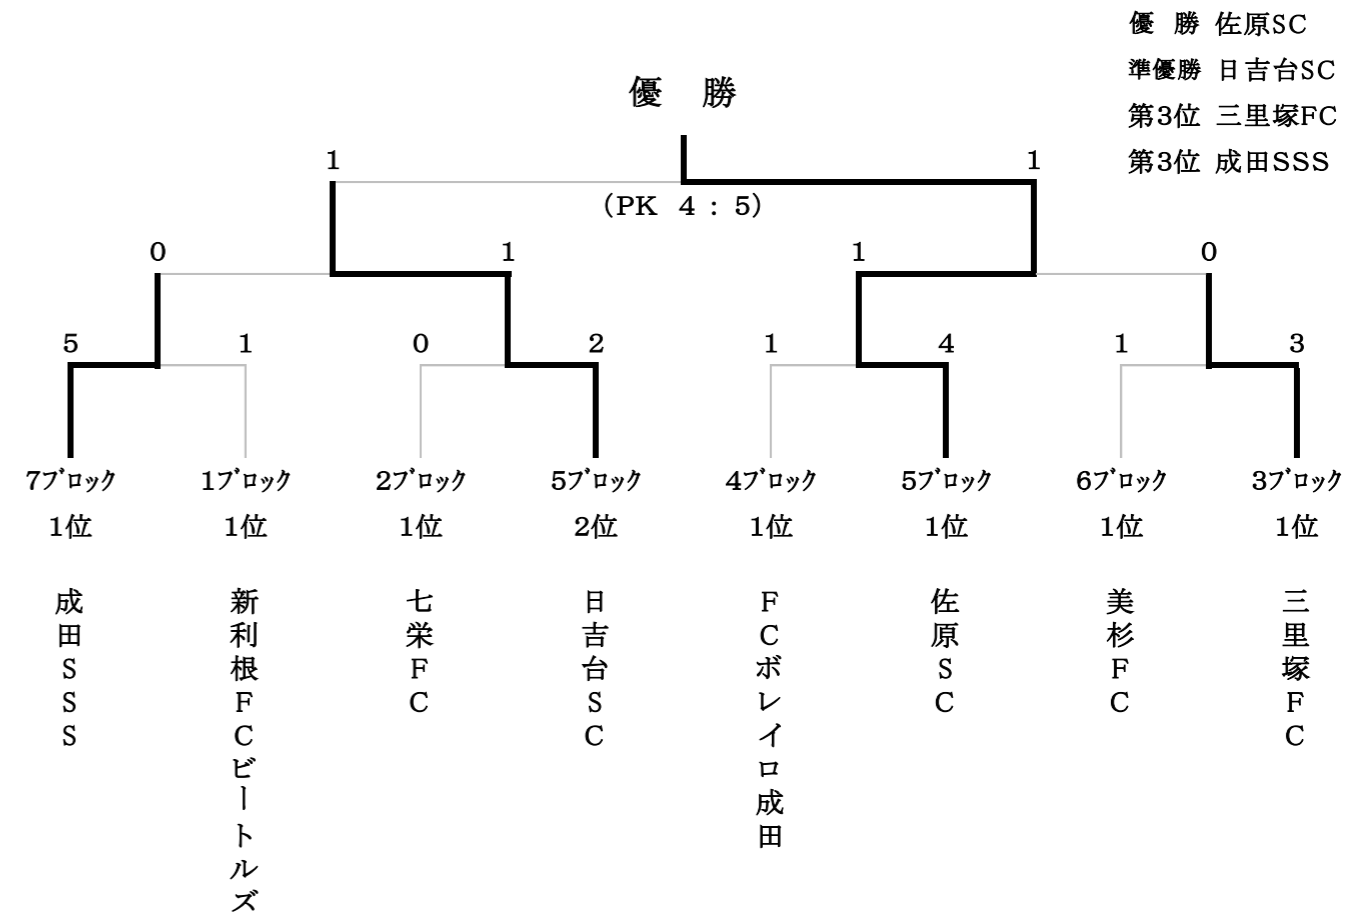 優　勝 佐原SC
準優勝 日吉台SC
第3位 三里塚FC
第3位 成田SSS
優　勝
1
1
（PK 4：5）
0
1
1
0
5
1
0
2
1
4
1
3
7ﾌﾞﾛｯｸ
1ﾌﾞﾛｯｸ
2ﾌﾞﾛｯｸ
5ﾌﾞﾛｯｸ
4ﾌﾞﾛｯｸ
5ﾌﾞﾛｯｸ
6ﾌﾞﾛｯｸ
3ﾌﾞﾛｯｸ
1位
1位
1位
2位
1位
1位
1位
1位
成田SSS
新利根FCビートルズ
七栄FC
日吉台SC
FCボレイロ成田
佐原SC
美杉FC
三里塚FC